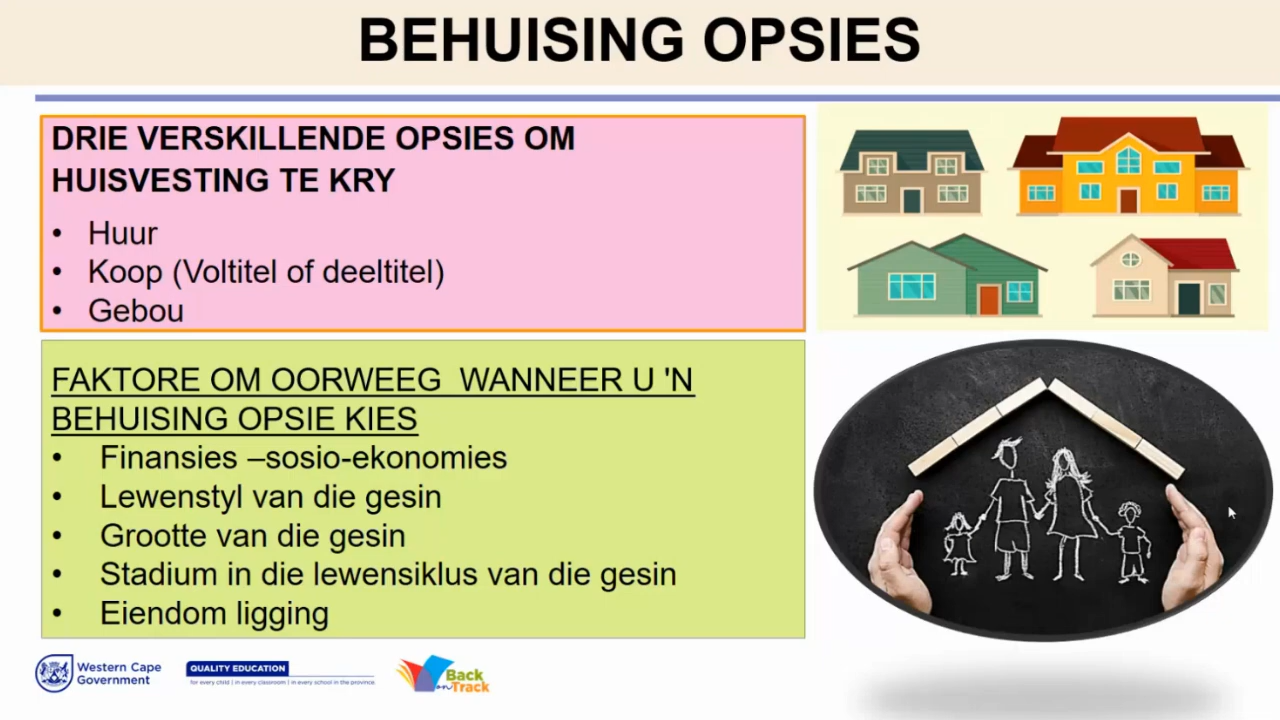 BEHUISING OPSIES
DRIE VERSKILLENDE OPSIES OM
HUISVESTING TE KRY
• Huur
• Koop (Voltitel of deeltitel)
• Gebou
FAKTORE OM OORWEEG  WANNEER U 'N
BEHUISING OPSIE KIES
• Finansies –sosio-ekonomies
• Lewenstyl van die gesin
• Grootte van die gesin
• Stadium in die lewensiklus van die gesin
• Eiendom ligging
Western Cape
Government
QUALITY EDUCATION
for every child | in every classroom | in every school in the province
Back
on Track